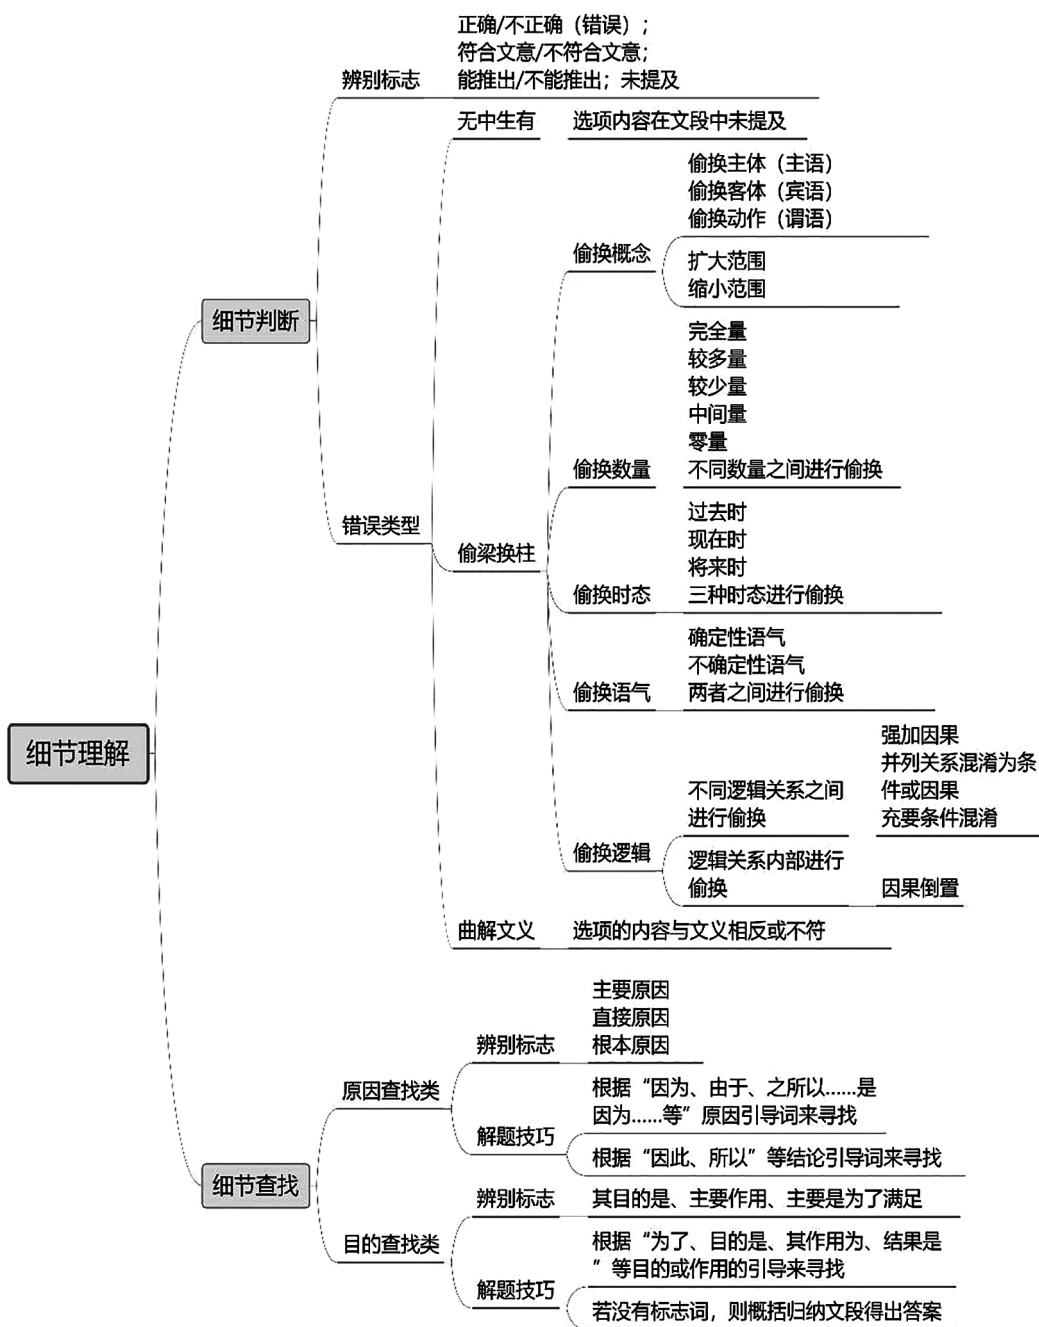 细节理解
细节判断
辨别标志
正确/不正确（错误）；
符合文意/不符合文意；
能推出/不能推出；未提及
错误类型
无中生有
选项内容在文段中未提及
偷梁换柱
偷换概念
偷换主体（主语）
偷换客体（宾语）
偷换动作（谓语）
扩大范围
缩小范围
偷换数量
完全量
较多量
较少量
中间量
零量
不同数量之间进行偷换
偷换时态
过去时
现在时
将来时
三种时态进行偷换
偷换语气
确定性语气
不确定性语气
两者之间进行偷换
偷换逻辑
不同逻辑关系之间
进行偷换
强加因果
并列关系混淆为条
件或因果
充要条件混淆
逻辑关系内部进行
偷换
因果倒置
曲解文义
选项的内容与文义相反或不符
细节查找
原因查找类
辨别标志
主要原因
直接原因
根本原因
解题技巧
根据“因为、由于、之所以……是
因为……等”原因引导词来寻找
根据“因此、所以”等结论引导词来寻找
目的查找类
辨别标志
其目的是、主要作用、主要是为了满足
解题技巧
根据“为了、目的是、其作用为、结果是
”等目的或作用的引导来寻找
若没有标志词，则概括归纳文段得出答案